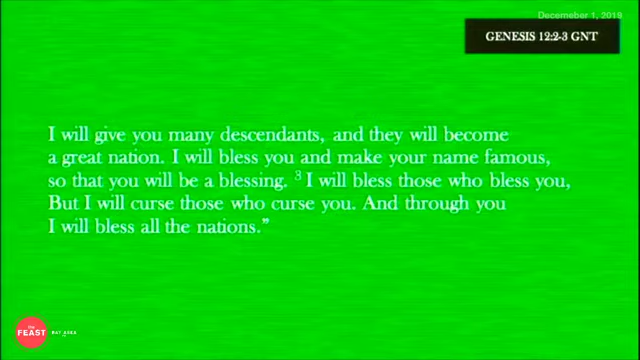 Decemeber 1, 2019
GENESIS 12:2-3 GNT
I will give you many descendants, and they will become
a great nation. I will bless you and make your name famous,
so that you will be a blessing. ³ I will bless those who bless you,
But I will curse those who curse you. And through you
I will bless all the nations.”
the
FEAST
BAY AREA